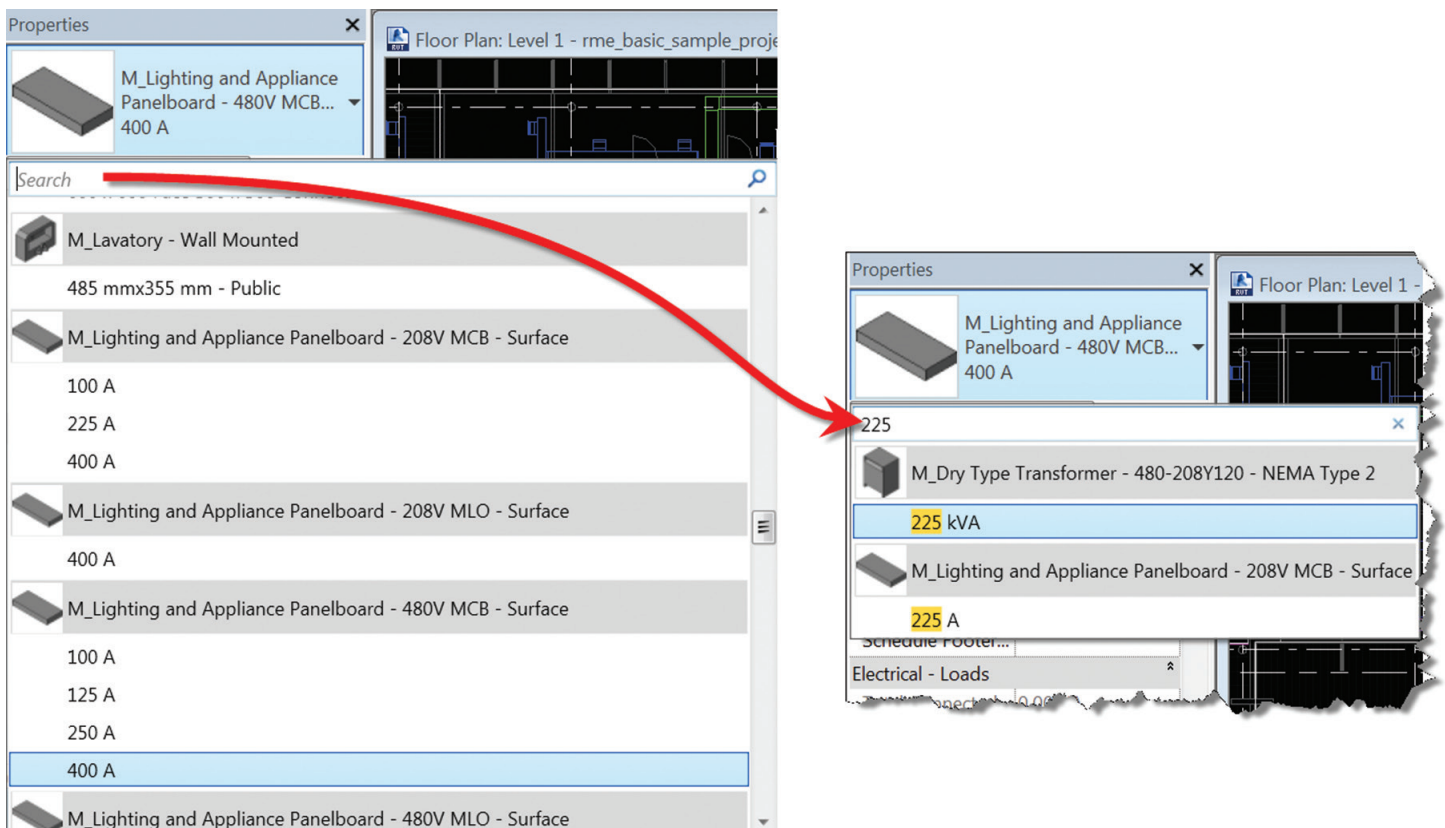 Properties
Floor Plan: Level 1 - rme_basic_sample_proje
M_Lighting and Appliance
Panelboard - 480V MCB...
400 A
Search
M_Lavatory - Wall Mounted
485 mmx355 mm - Public
M_Lighting and Appliance Panelboard - 208V MCB - Surface
100 A
225 A
400 A
M_Lighting and Appliance Panelboard - 208V MLO - Surface
400 A
M_Lighting and Appliance Panelboard - 480V MCB - Surface
100 A
125 A
250 A
400 A
M_Lighting and Appliance Panelboard - 480V MLO - Surface
Properties
Floor Plan: Level 1 -
M_Lighting and Appliance
Panelboard - 480V MCB...
400 A
225
M_Dry Type Transformer - 480-208Y120 - NEMA Type 2
225 kVA
M_Lighting and Appliance Panelboard - 208V MCB - Surface
225 A
Schedule Footer...
Electrical - Loads